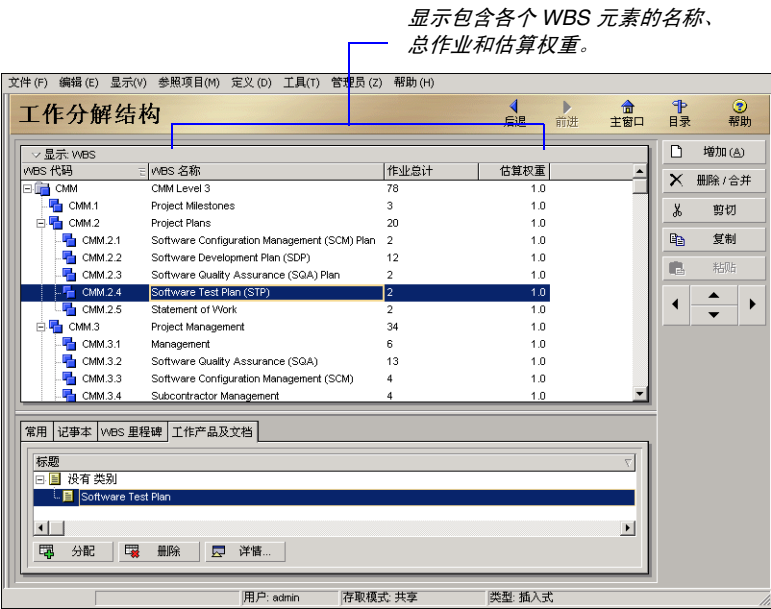 显示包含各个 WBS 元素的名称、
总作业和估算权重。
文件(F) 编辑(E) 显示(V) 参照项目(M) 定义(D) 工具(T) 管理员(Z) 帮助(H)
工作分解结构 后退 前进 主窗口 目录 帮助
显示: WBS
WBS 代码 WBS 名称 作业总计 估算权重
CMM CMM Level 3 78 1.0
CMM.1 Project Milestones 3 1.0
CMM.2 Project Plans 20 1.0
CMM.2.1 Software Configuration Management (SCM) Plan 2 1.0
CMM.2.2 Software Development Plan (SDP) 12 1.0
CMM.2.3 Software Quality Assurance (SQA) Plan 2 1.0
CMM.2.4 Software Test Plan (STP) 2 1.0
CMM.2.5 Statement of Work 2 1.0
CMM.3 Project Management 34 1.0
CMM.3.1 Management 6 1.0
CMM.3.2 Software Quality Assurance (SQA) 13 1.0
CMM.3.3 Software Configuration Management (SCM) 4 1.0
CMM.3.4 Subcontractor Management 4 1.0
增加(A)
删除/合并
剪切
复制
粘贴
常用 记事本 WBS 里程碑 工作产品及文档
标题
没有 类别
Software Test Plan
分配 删除 详情...
用户: admin 存取模式: 共享 类型: 插入式